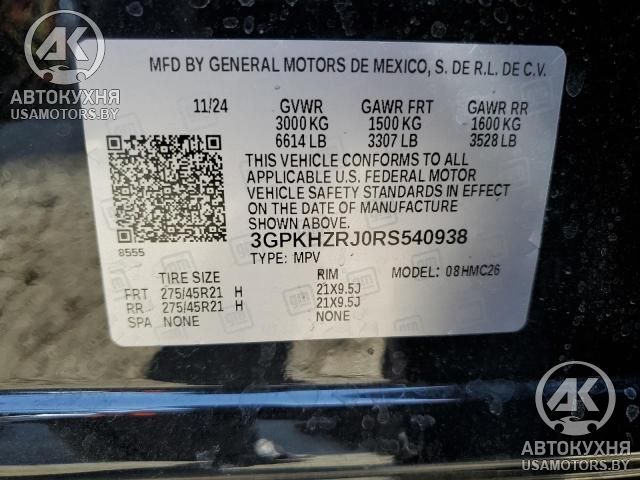 AK
АВТОКУХНЯ
USAMOTORS.BY
MFD BY GENERAL MOTORS DE MEXICO, S. DE R.L. DE C.V.
11/24 GVWR GAWR FRT GAWR RR
3000 KG 1500 KG 1600 KG
6614 LB 3307 LB 3528 LB
THIS VEHICLE CONFORMS TO ALL
APPLICABLE U.S. FEDERAL MOTOR
VEHICLE SAFETY STANDARDS IN EFFECT
ON THE DATE OF MANUFACTURE
SHOWN ABOVE.
3GPKHZRJ0RS540938
8555 TYPE: MPV MODEL: 08HMC26
TIRE SIZE RIM
FRT 275/45R21 H 21X9.5J
RR 275/45R21 H 21X9.5J
SPA NONE NONE
AK
АВТОКУХНЯ
USAMOTORS.BY